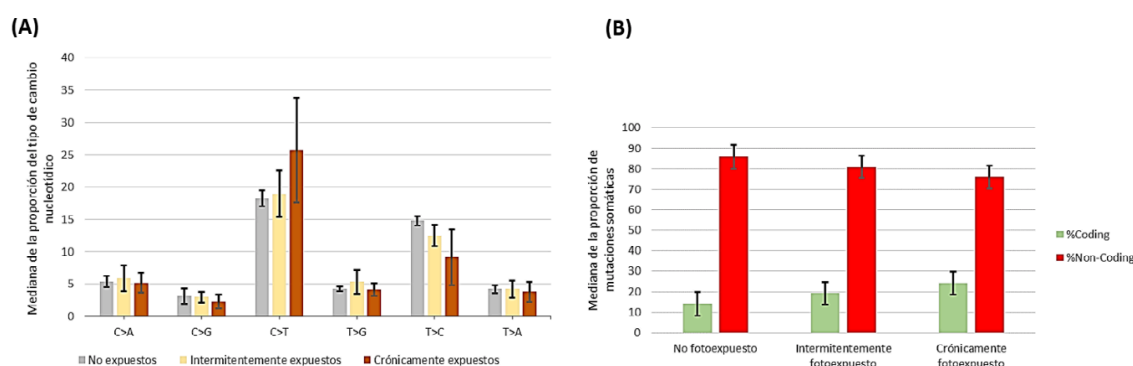 (A)
Mediana de la proporción del tipo de cambio
nucleotídico
40
35
30
25
20
15
10
5
0
C>A
C>G
C>T
T>G
T>C
T>A
No expuestos
Intermitentemente expuestos
Crónicamente expuestos
(B)
Mediana de la proporción de
mutaciones somáticas
100
90
80
70
60
50
40
30
20
10
0
No fotoexpuesto
Intermitentemente
fotoexpuesto
Crónicamente
fotoexpuesto
%Coding
%Non-Coding